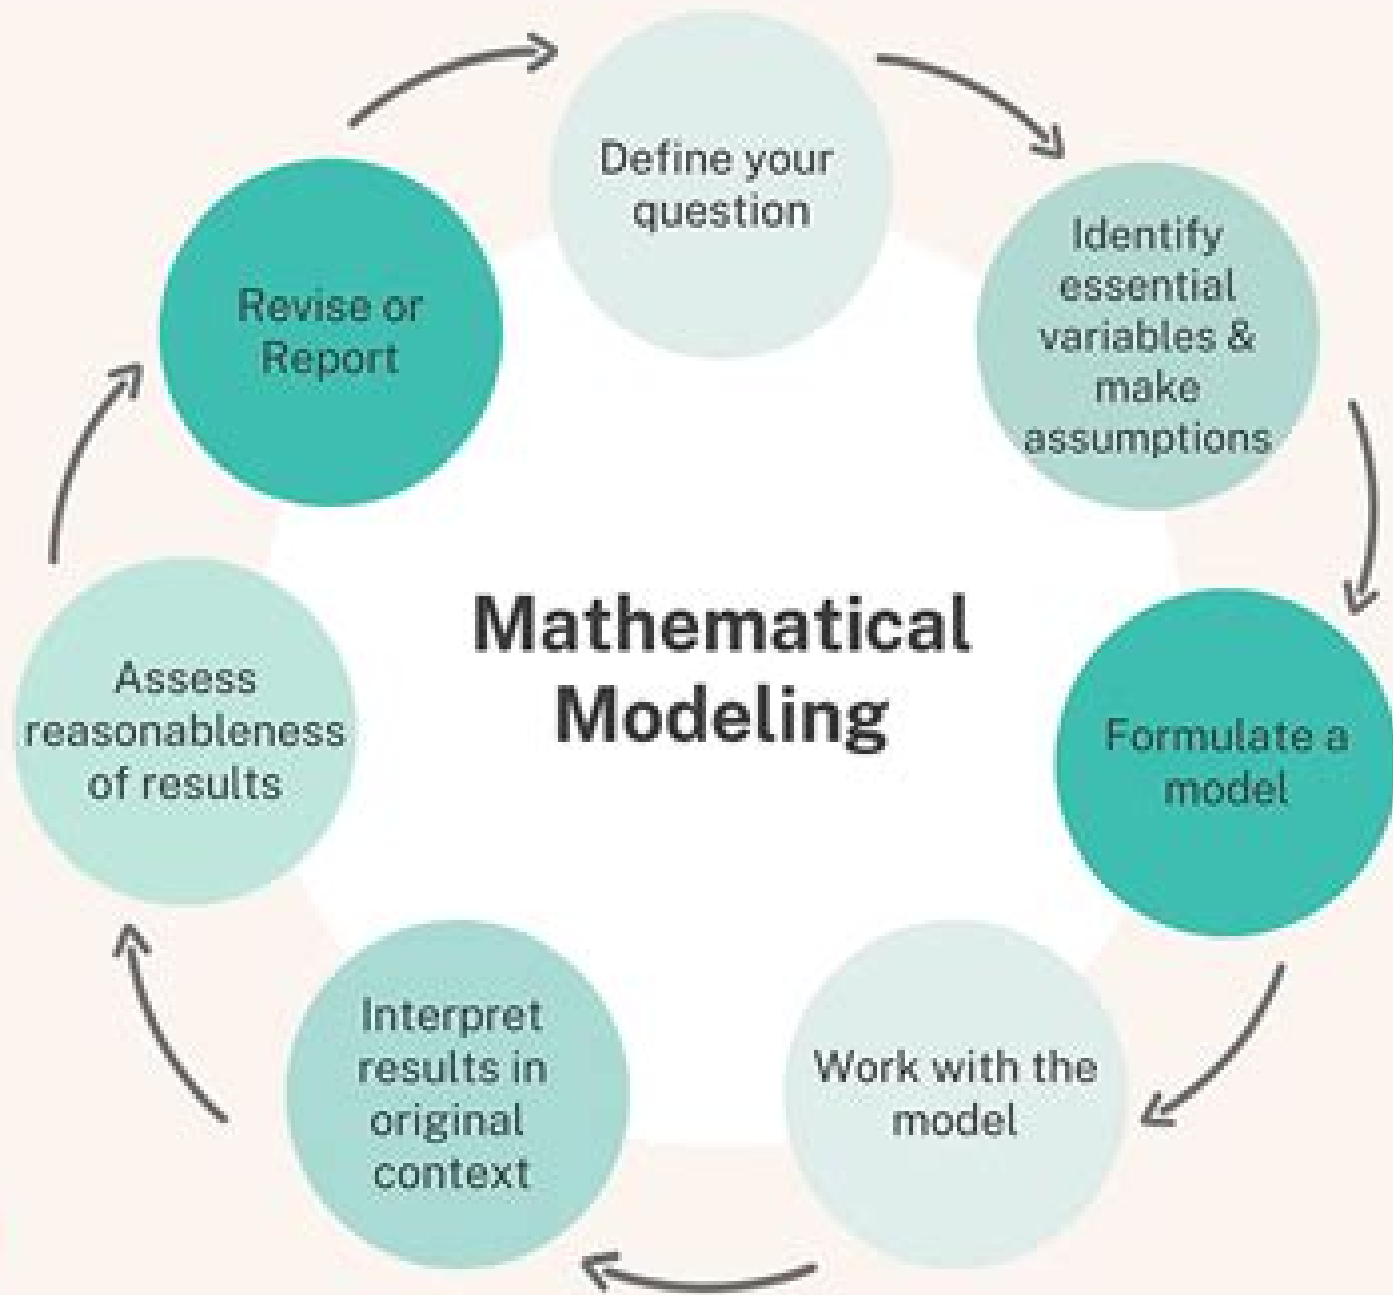 Define your
question
Identify
essential
variables &
make
assumptions
Formulate a
model
Work with the
model
Interpret
results in
original
context
Assess
reasonableness
of results
Revise or
Report
Mathematical
Modeling